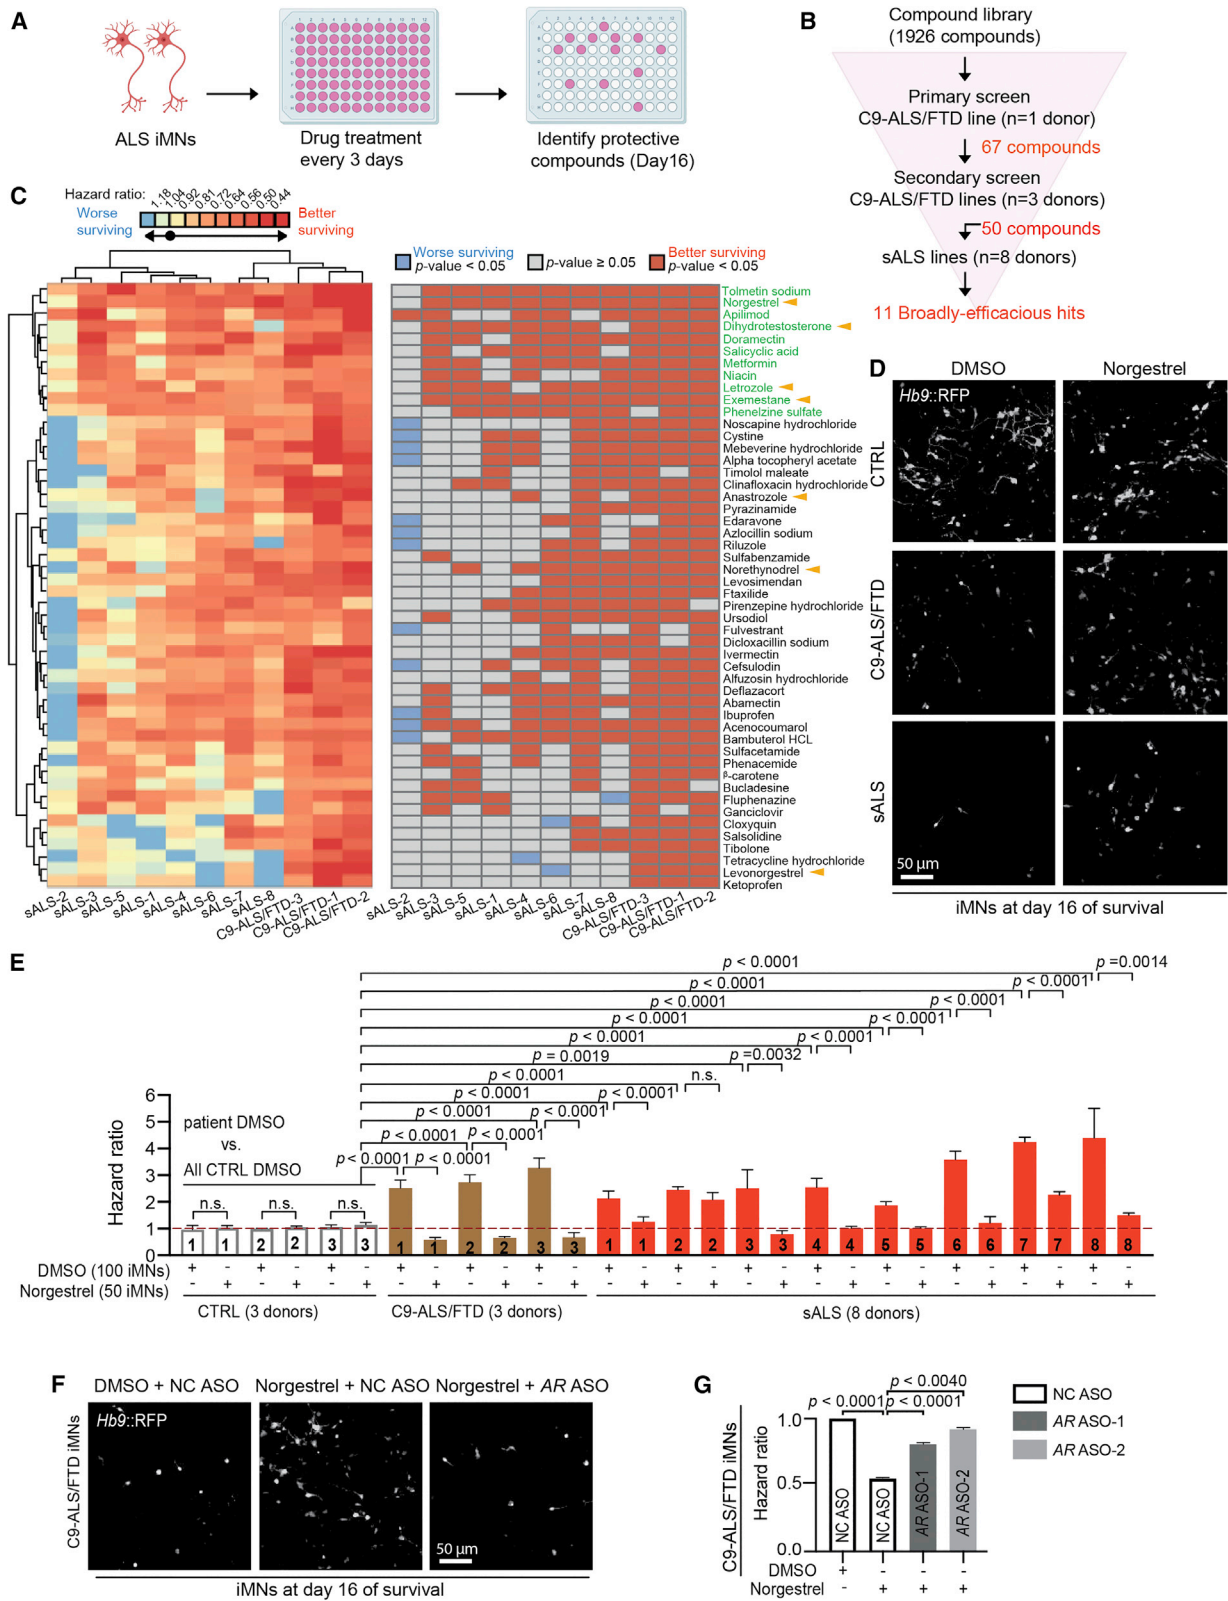 A
ALS iMNs
Drug treatment
every 3 days
Identify protective
compounds (Day16)
B
Compound library
(1926 compounds)
Primary screen
C9-ALS/FTD line (n=1 donor)
67 compounds
Secondary screen
C9-ALS/FTD lines (n=3 donors)
50 compounds
sALS lines (n=8 donors)
11 Broadly-efficacious hits
C
Hazard ratio:
1.18 1.04 0.92 0.81 0.72 0.64 0.56 0.50 0.44
Worse
surviving
Better
surviving
Worse surviving
p-value < 0.05
p-value ≥ 0.05
Better surviving
p-value < 0.05
Tolmetin sodium
Norgestrel
Apilimod
Dihydrotestosterone
Doramectin
Salicyclic acid
Metformin
Niacin
Letrozole
Exemestane
Phenelzine sulfate
Noscapine hydrochloride
Cystine
Mebeverine hydrochloride
Alpha tocopheryl acetate
Timolol maleate
Clinafloxacin hydrochloride
Anastrozole
Pyrazinamide
Edaravone
Azlocillin sodium
Riluzole
Sulfabenzamide
Norethynodrel
Levosimendan
Ftaxilide
Pirenzepine hydrochloride
Ursodiol
Fulvestrant
Dicloxacillin sodium
Ivermectin
Cefsulodin
Alfuzosin hydrochloride
Deflazacort
Abamectin
Ibuprofen
Acenocoumarol
Bambuterol HCL
Sulfacetamide
Phenacemide
β-carotene
Bucladesine
Fluphenazine
Ganciclovir
Cloxyquin
Salsolidine
Tibolone
Tetracycline hydrochloride
Levonorgestrel
Ketoprofen
sALS-2 sALS-3 sALS-5 sALS-1 sALS-4 sALS-6 sALS-7 sALS-8 C9-ALS/FTD-3 C9-ALS/FTD-1 C9-ALS/FTD-2
sALS-2 sALS-3 sALS-5 sALS-1 sALS-4 sALS-6 sALS-7 sALS-8 C9-ALS/FTD-3 C9-ALS/FTD-1 C9-ALS/FTD-2
D
DMSO Norgestrel
Hb9::RFP
CTRL
C9-ALS/FTD
sALS
50 µm
iMNs at day 16 of survival
E
p < 0.0001 p =0.0014
p < 0.0001 p < 0.0001
p < 0.0001 p < 0.0001
p < 0.0001 p < 0.0001
p < 0.0001 p < 0.0001
p = 0.0019 p =0.0032
p < 0.0001 n.s.
p < 0.0001 p < 0.0001
p < 0.0001 p < 0.0001
p < 0.0001 p < 0.0001
p < 0.0001 p < 0.0001
patient DMSO
vs.
All CTRL DMSO
n.s. n.s. n.s.
Hazard ratio
6
5
4
3
2
1
0
1 1 2 2 3 3 1 1 2 2 3 3 1 1 2 2 3 3 4 4 5 5 6 6 7 7 8 8
DMSO (100 iMNs) + - + - + - + - + - + - + - + - + - + - + - + - + - + -
Norgestrel (50 iMNs) - + - + - + - + - + - + - + - + - + - + - + - + - + - +
CTRL (3 donors) C9-ALS/FTD (3 donors) sALS (8 donors)
F
DMSO + NC ASO Norgestrel + NC ASO Norgestrel + AR ASO
C9-ALS/FTD iMNs
Hb9::RFP
50 µm
iMNs at day 16 of survival
G
p < 0.0040
p < 0.0001 p < 0.0001
C9-ALS/FTD iMNs
Hazard ratio
1.0
0.5
0.0
NC ASO NC ASO AR ASO-1 AR ASO-2
DMSO + - - -
Norgestrel - + + +
NC ASO
AR ASO-1
AR ASO-2